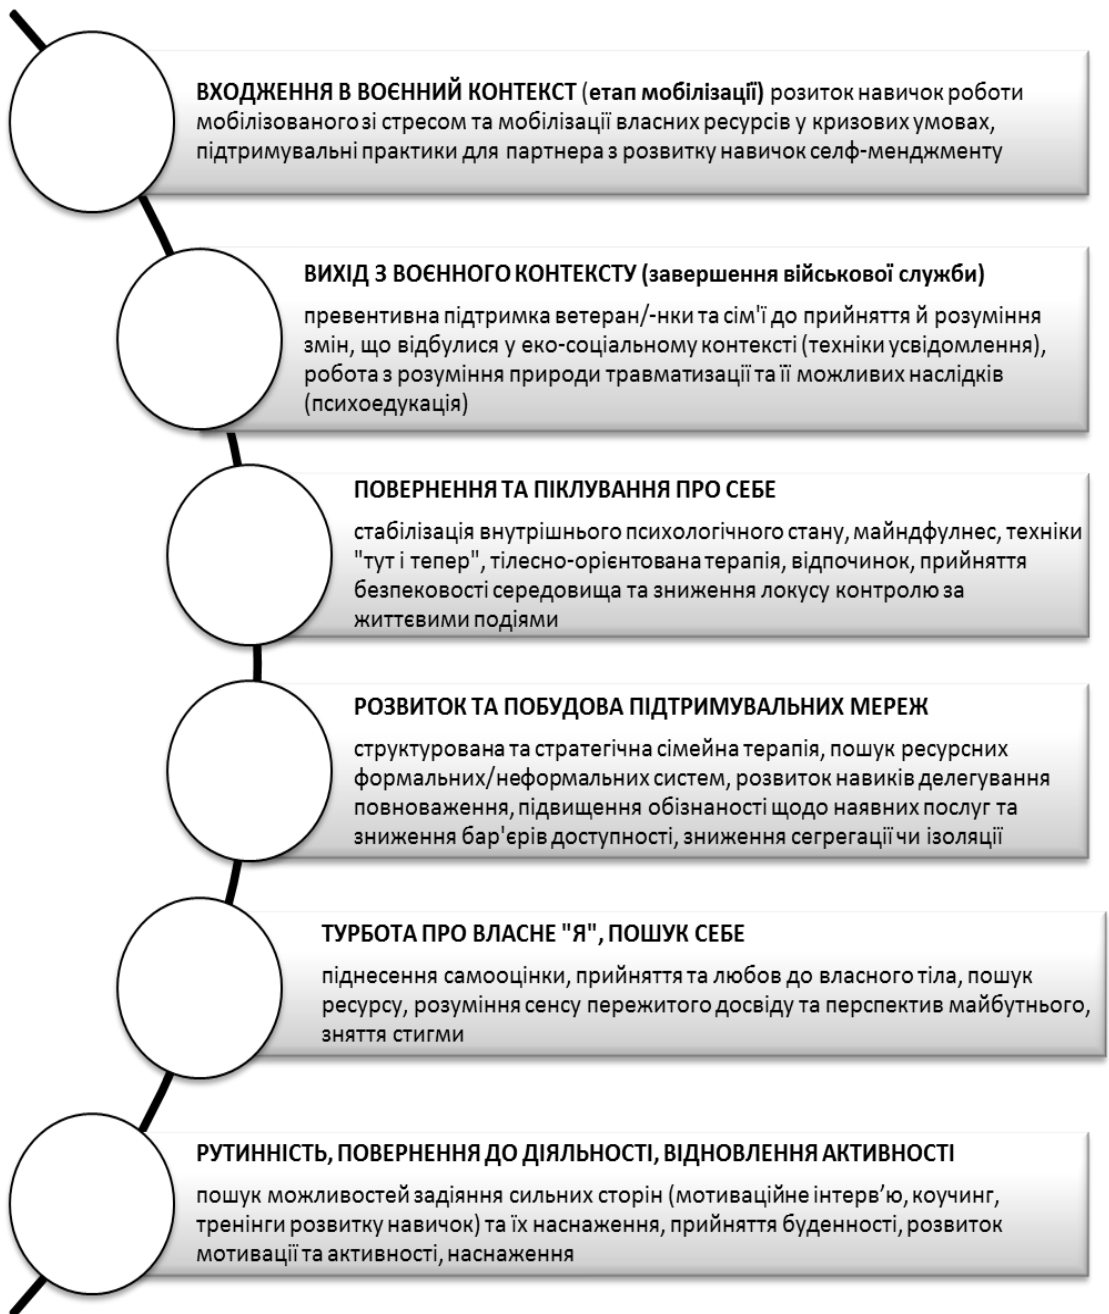 ВХОДЖЕННЯ В ВОЄННИЙ КОНТЕКСТ (етап мобілізації) розиток навичок роботи
мобілізованого зі стресом та мобілізації власних ресурсів у кризових умовах,
підтримувальні практики для партнера з розвитку навичок селф-менджменту
ВИХІД З ВОЄННОГО КОНТЕКСТУ (завершення військової служби)
превентивна підтримка ветеран/-нки та сім'ї до прийняття й розуміння
змін, що відбулися у еко-соціальному контексті (техніки усвідомлення),
робота з розуміння природи травматизації та її можливих наслідків
(психоедукація)
ПОВЕРНЕННЯ ТА ПІКЛУВАННЯ ПРО СЕБЕ
стабілізація внутрішнього психологічного стану, майндфулнес, техніки
"тут і тепер", тілесно-орієнтована терапія, відпочинок, прийняття
безпековості середовища та зниження локусу контролю за
життєвими подіями
РОЗВИТОК ТА ПОБУДОВА ПІДТРИМУВАЛЬНИХ МЕРЕЖ
структурована та стратегічна сімейна терапія, пошук ресурсних
формальних/неформальних систем, розвиток навиків делегування
повноваження, підвищення обізнаності щодо наявних послуг та
зниження бар'єрів доступності, зниження сегрегації чи ізоляції
ТУРБОТА ПРО ВЛАСНЕ "Я", ПОШУК СЕБЕ
піднесення самооцінки, прийняття та любов до власного тіла, пошук
ресурсу, розуміння сенсу пережитого досвіду та перспектив майбутнього,
зняття стигми
РУТИННІСТЬ, ПОВЕРНЕННЯ ДО ДІЯЛЬНОСТІ, ВІДНОВЛЕННЯ АКТИВНОСТІ
пошук можливостей задіяння сильних сторін (мотиваційне інтерв’ю, коучинг,
тренінги розвитку навичок) та їх наснаження, прийняття буденності, розвиток
мотивації та активності, наснаження